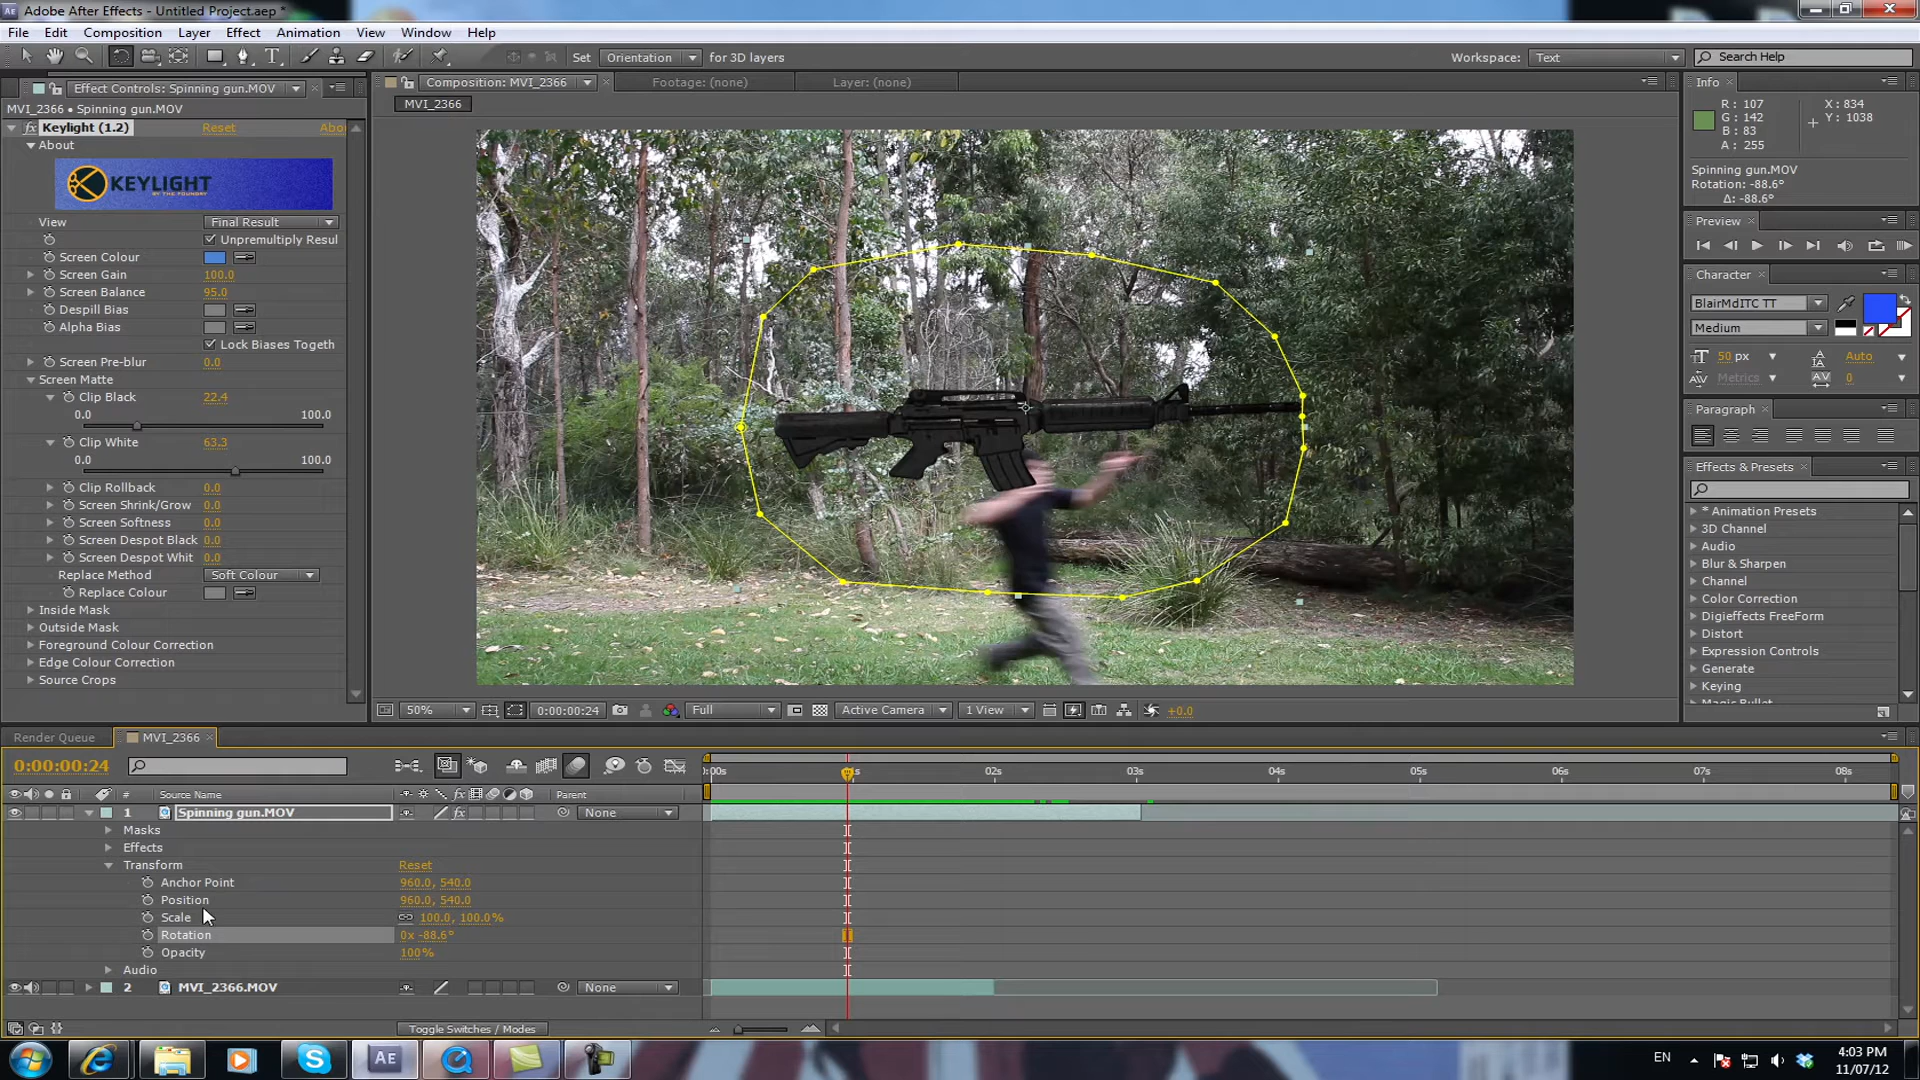 Adobe After Effects - Untitled Project.aep *
File Edit Composition Layer Effect Animation View Window Help
Set Orientation for 3D layers Workspace: Text Search Help
Effect Controls: Spinning gun.MOV
MVI_2366 • Spinning gun.MOV
Keylight (1.2) Reset Abou
About
KEYLIGHT
BY THE FOUNDRY
View Final Result
Unpremultiply Resul
Screen Colour
Screen Gain 100.0
Screen Balance 95.0
Despill Bias
Alpha Bias
Lock Biases Togeth
Screen Pre-blur 0.0
Screen Matte
Clip Black 22.4
0.0 100.0
Clip White 63.3
0.0 100.0
Clip Rollback 0.0
Screen Shrink/Grow 0.0
Screen Softness 0.0
Screen Despot Black 0.0
Screen Despot Whit 0.0
Replace Method Soft Colour
Replace Colour
Inside Mask
Outside Mask
Foreground Colour Correction
Edge Colour Correction
Source Crops
Composition: MVI_2366 Footage: (none) Layer: (none)
MVI_2366
50% 0:00:00:24 Full Active Camera 1 View +0.0
Info
R: 107 X: 834
G: 142 Y: 1038
B: 83
A: 255
Spinning gun.MOV
Rotation: -88.6°
Δ: -88.6°
Preview
Character
BlairMdITC TT
Medium
50 px Auto
Metrics 0
Paragraph
Effects & Presets
* Animation Presets
3D Channel
Audio
Blur & Sharpen
Channel
Color Correction
Digieffects FreeForm
Distort
Expression Controls
Generate
Keying
Magic Bullet
Render Queue MVI_2366
0:00:00:24
:00s 02s 03s 04s 05s 06s 07s 08s
# Source Name Parent
1 Spinning gun.MOV None
Masks
Effects
Transform Reset
Anchor Point 960.0, 540.0
Position 960.0, 540.0
Scale 100.0, 100.0%
Rotation 0x -88.6°
Opacity 100%
Audio
2 MVI_2366.MOV None
Toggle Switches / Modes
EN 4:03 PM
11/07/12